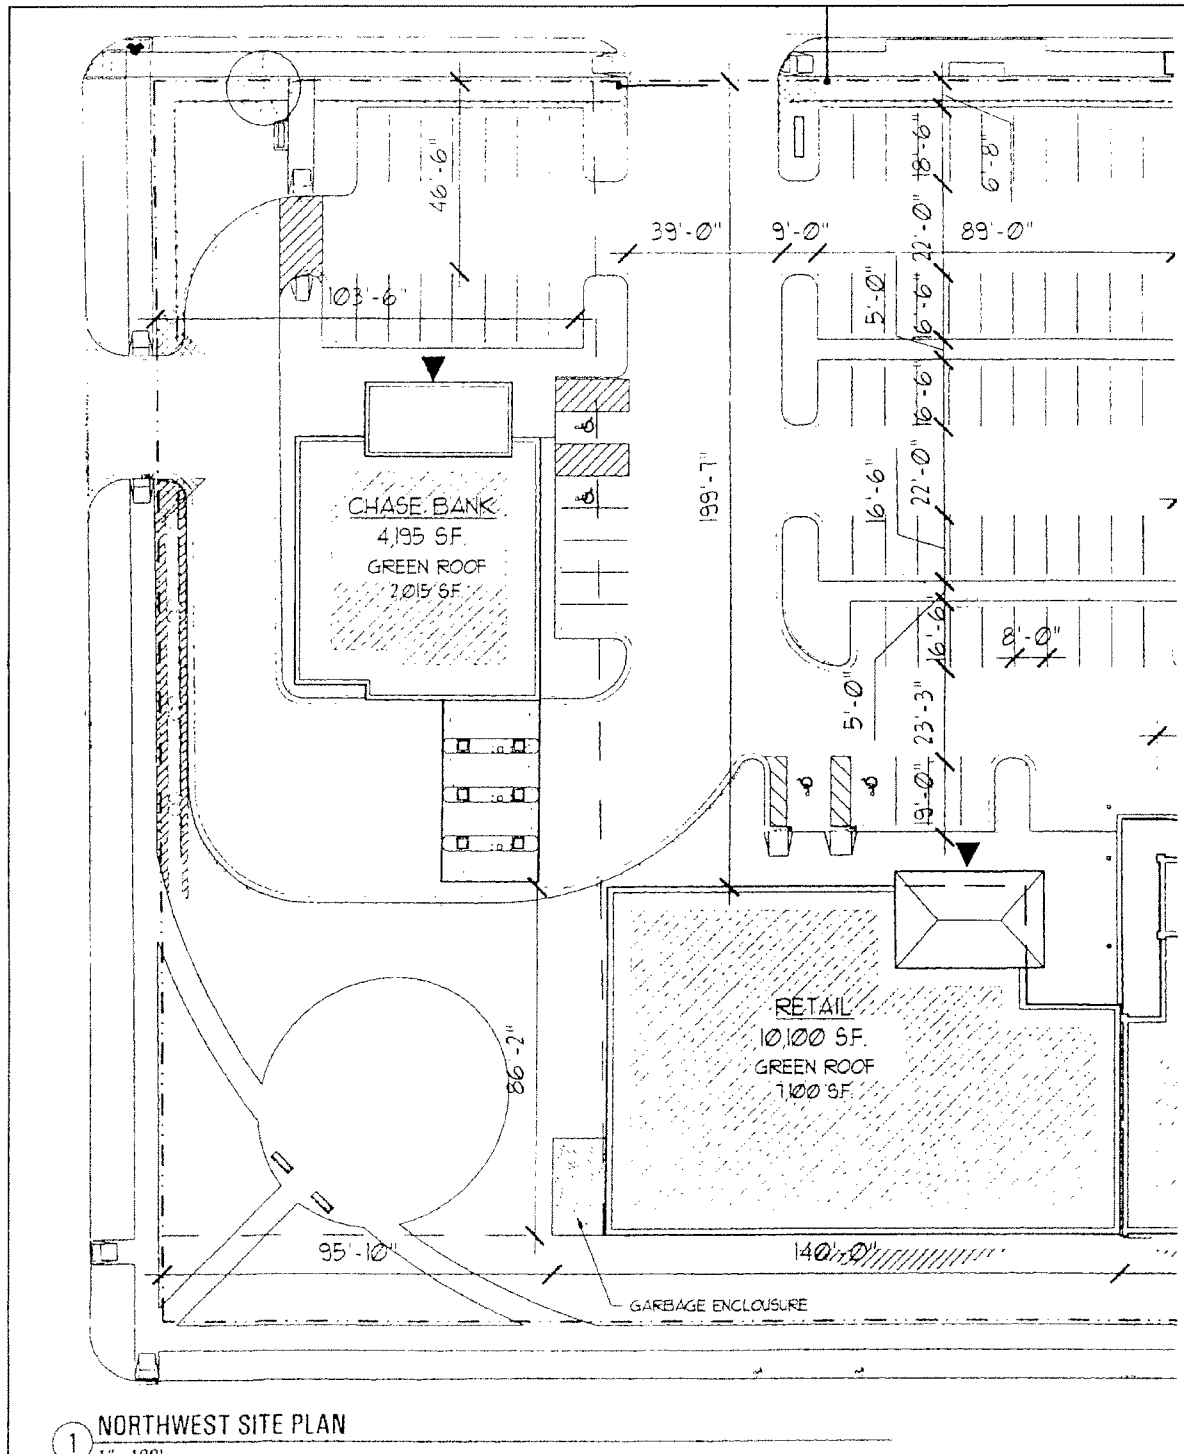 46'-6"
18'-6"
6'-8"
39'-0"
9'-0"
22'-0"
89'-0"
103'-6"
5'-0"
16'-6"
16'-6"
CHASE BANK
4,195 S.F.
GREEN ROOF
2,015 S.F.
199'-7"
16'-6"
22'-0"
16'-6"
8'-0"
5'-0"
23'-3"
19'-0"
86'-2"
RETAIL
10,100 S.F.
GREEN ROOF
7,100 S.F.
95'-10"
140'-0"
GARBAGE ENCLOUSURE
1
NORTHWEST SITE PLAN